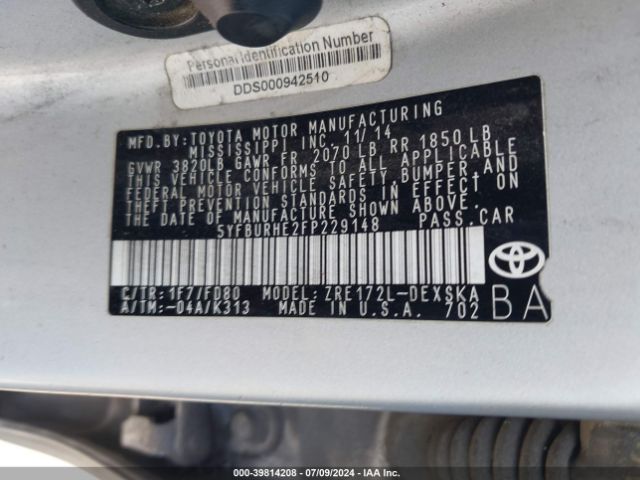 Personal Identification Number
DDS000942510
MFD.BY: TOYOTA MOTOR MANUFACTURING
MISSISSIPPI INC. 11/14
GVWR 3820LB GAWR FR 2070 LB RR 1850 LB
THIS VEHICLE CONFORMS TO ALL APPLICABLE
FEDERAL MOTOR VEHICLE SAFETY BUMPER, AND
THEFT PREVENTION STANDARDS IN EFFECT ON
THE DATE OF MANUFACTURE SHOWN ABOVE.
5YFBURHE2FP229148 PASS.CAR
C/TR: 1F7/FD80 MODEL: ZRE172L-DEXSKA
A/TM: -04A/K313 MADE IN U.S.A. 702
BA
000-39814208 / 07/09/2024 - IAA Inc.